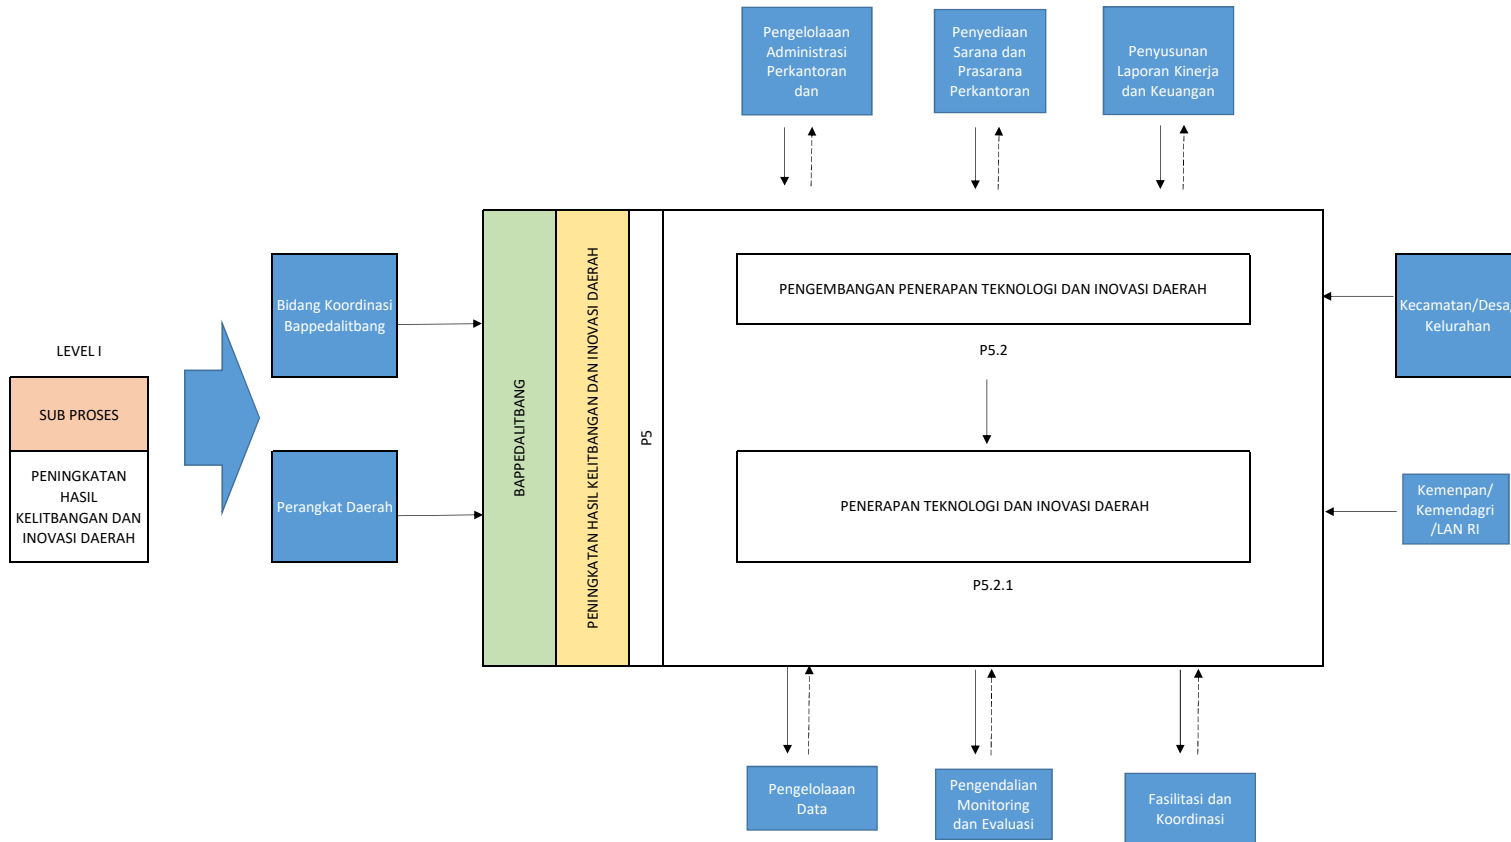 Pengelolaaan
Administrasi
Perkantoran
dan
Penyediaan
Sarana dan
Prasarana
Perkantoran
Penyusunan
Laporan Kinerja
dan Keuangan
LEVEL I
SUB PROSES
PENINGKATAN
HASIL
KELITBANGAN DAN
INOVASI DAERAH
Bidang Koordinasi
Bappedalitbang
Perangkat Daerah
BAPPEDALITBANG
PENINGKATAN HASIL KELITBANGAN DAN INOVASI DAERAH
P5
PENGEMBANGAN PENERAPAN TEKNOLOGI DAN INOVASI DAERAH
P5.2
PENERAPAN TEKNOLOGI DAN INOVASI DAERAH
P5.2.1
Kecamatan/Desa/
Kelurahan
Kemenpan/
Kemendagri
/LAN RI
Pengelolaaan
Data
Pengendalian
Monitoring
dan Evaluasi
Fasilitasi dan
Koordinasi